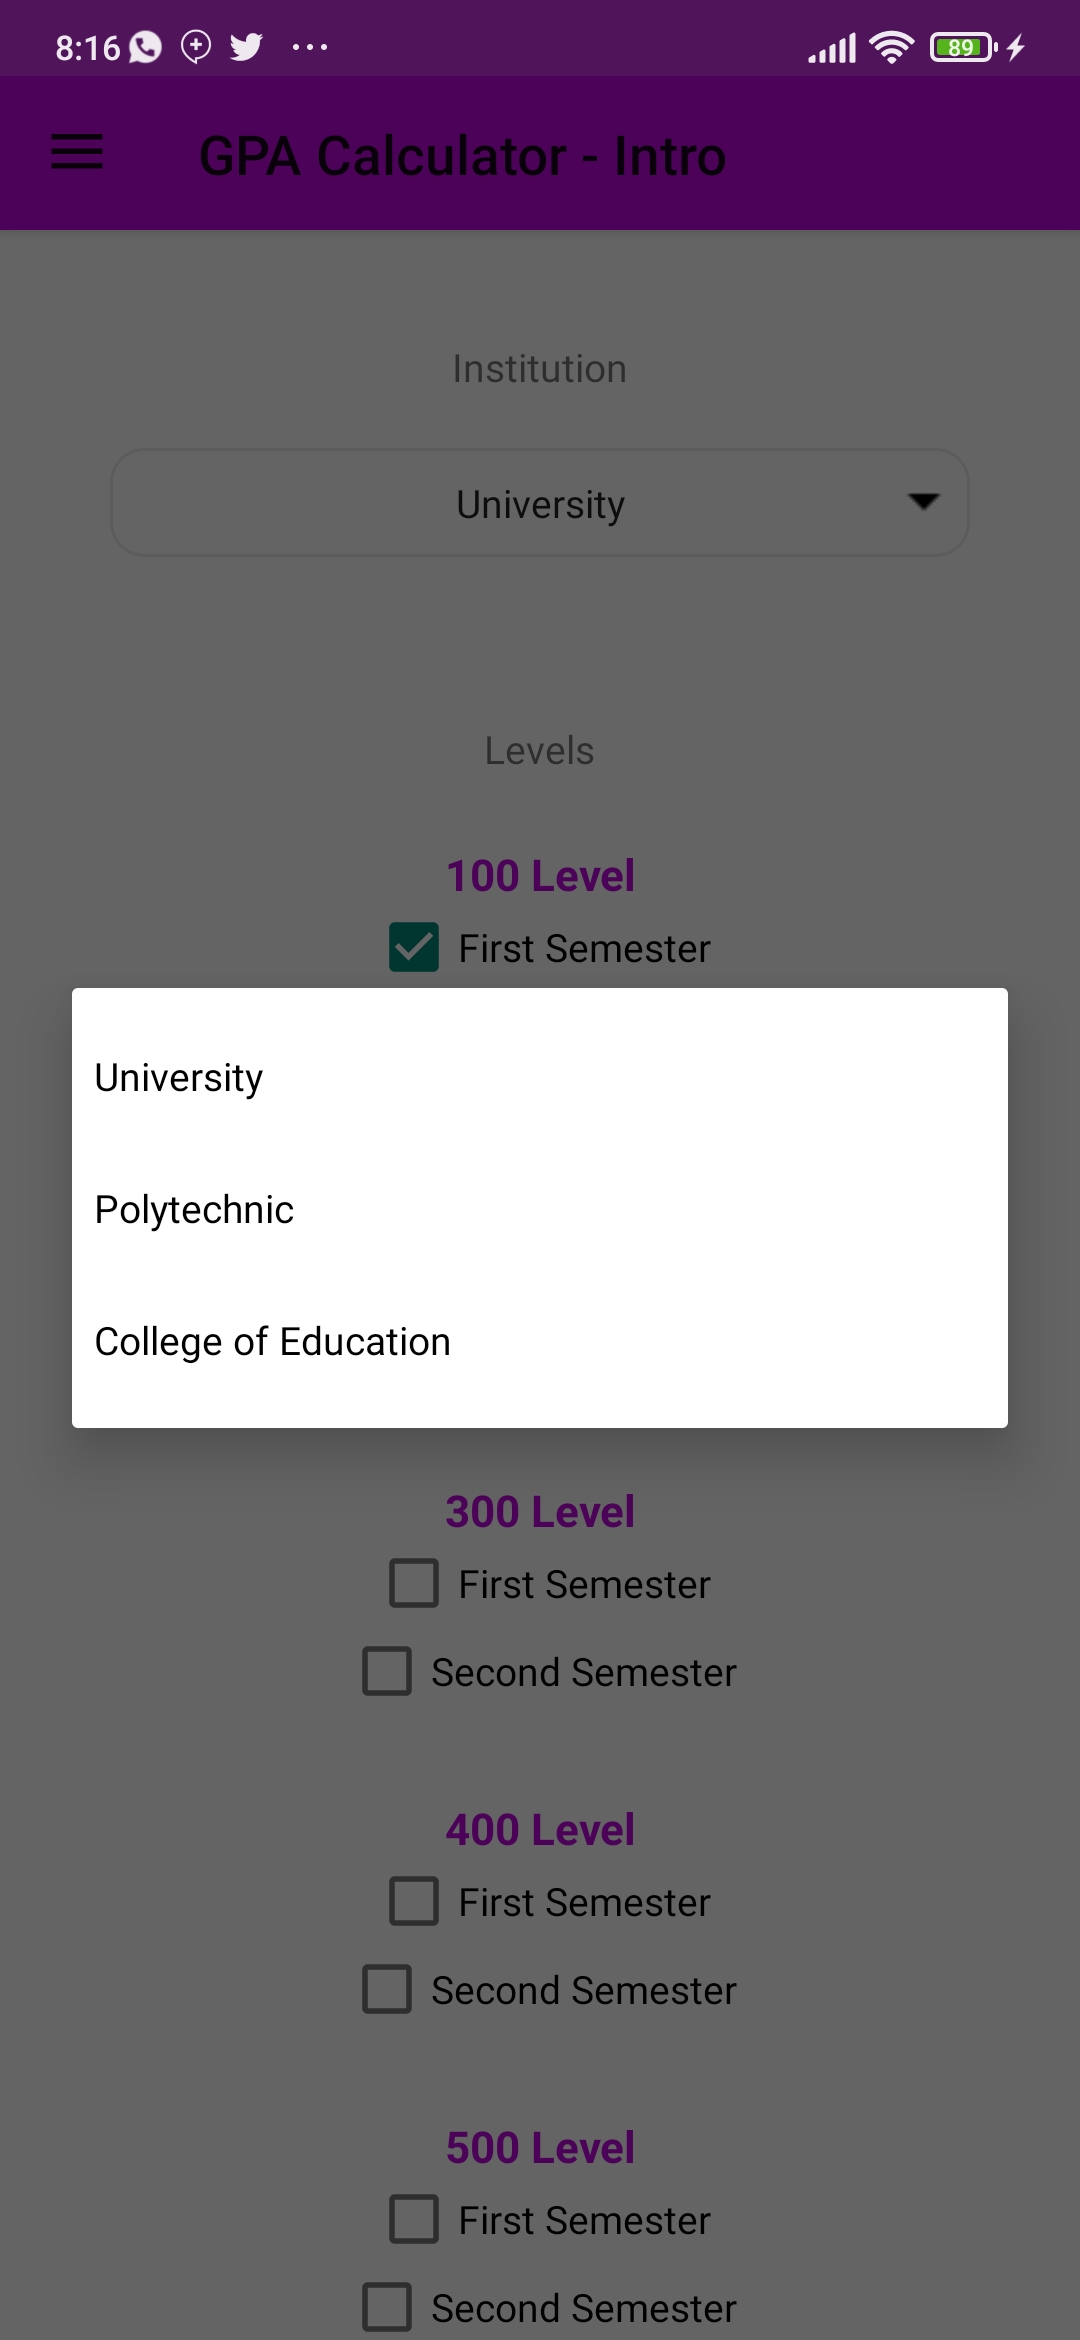 8:16
89
GPA Calculator - Intro
Institution
University
Levels
100 Level
First Semester
University
Polytechnic
College of Education
300 Level
First Semester
Second Semester
400 Level
First Semester
Second Semester
500 Level
First Semester
Second Semester